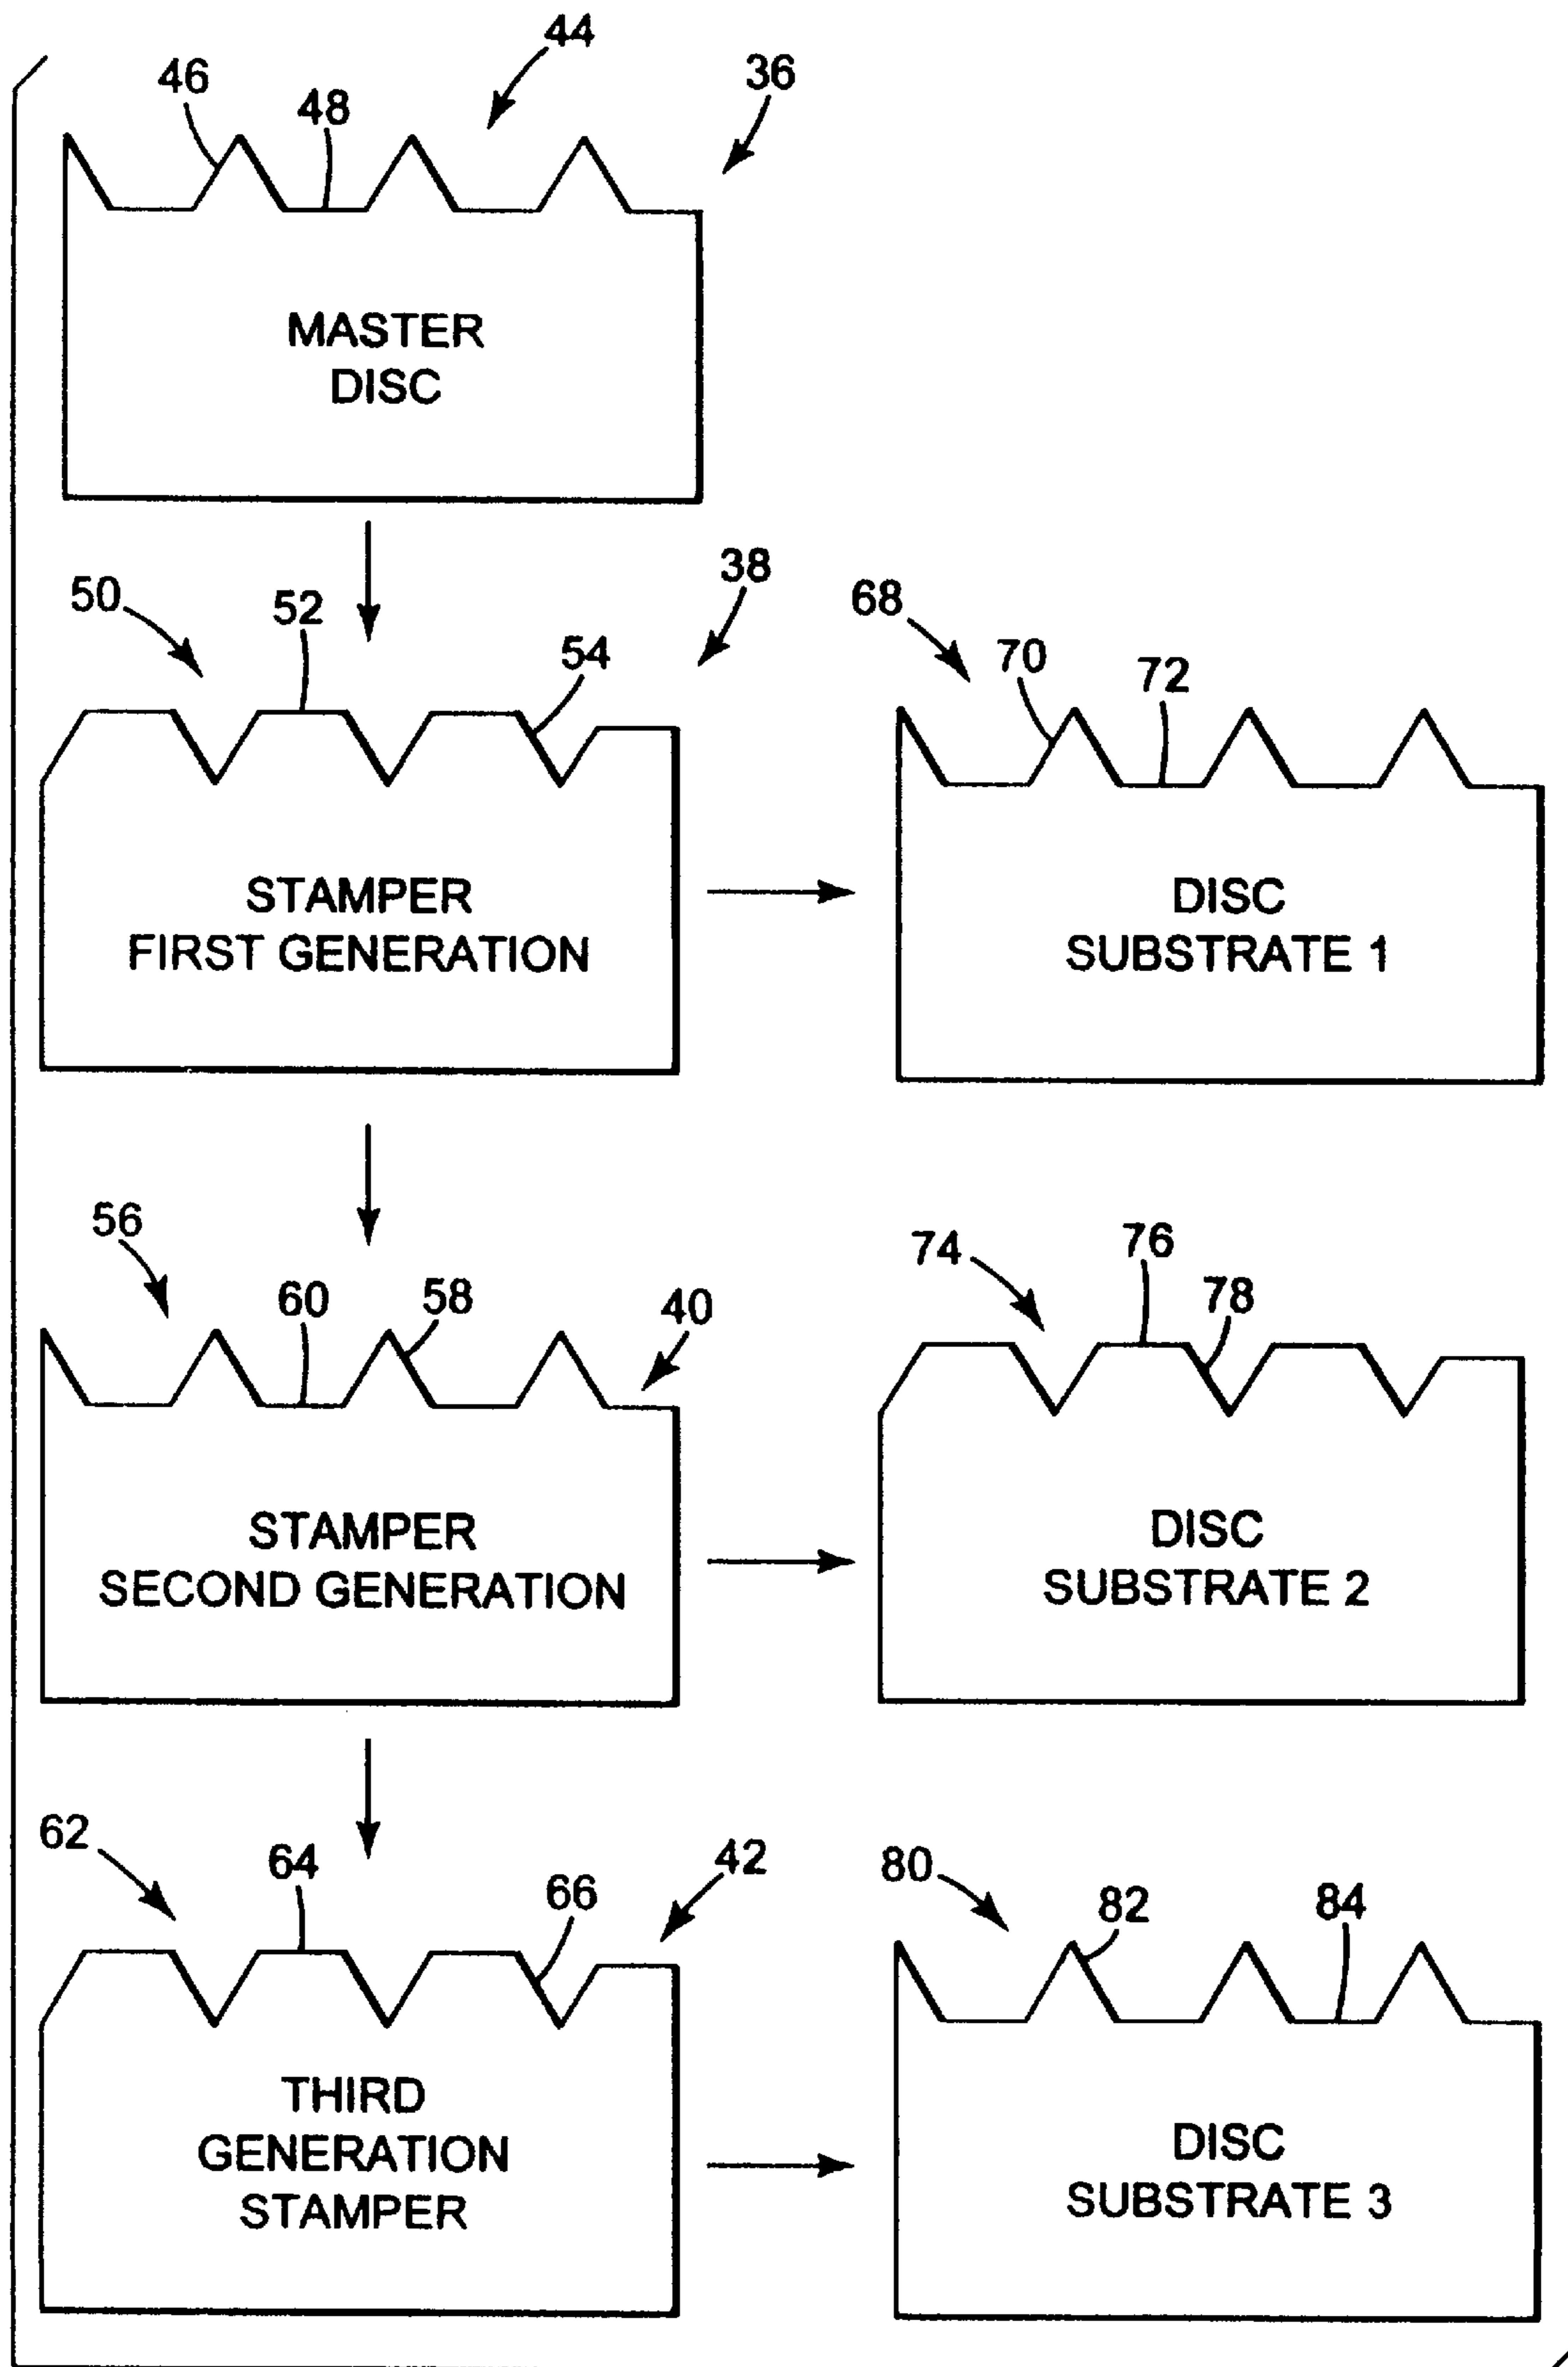 44
46
36
48
MASTER
DISC
38
50
52
68
54
70
72
STAMPER
FIRST GENERATION
DISC
SUBSTRATE 1
56
60
58
40
74
76
78
STAMPER
SECOND GENERATION
DISC
SUBSTRATE 2
62
64
66
42
80
82
84
THIRD
GENERATION
STAMPER
DISC
SUBSTRATE 3